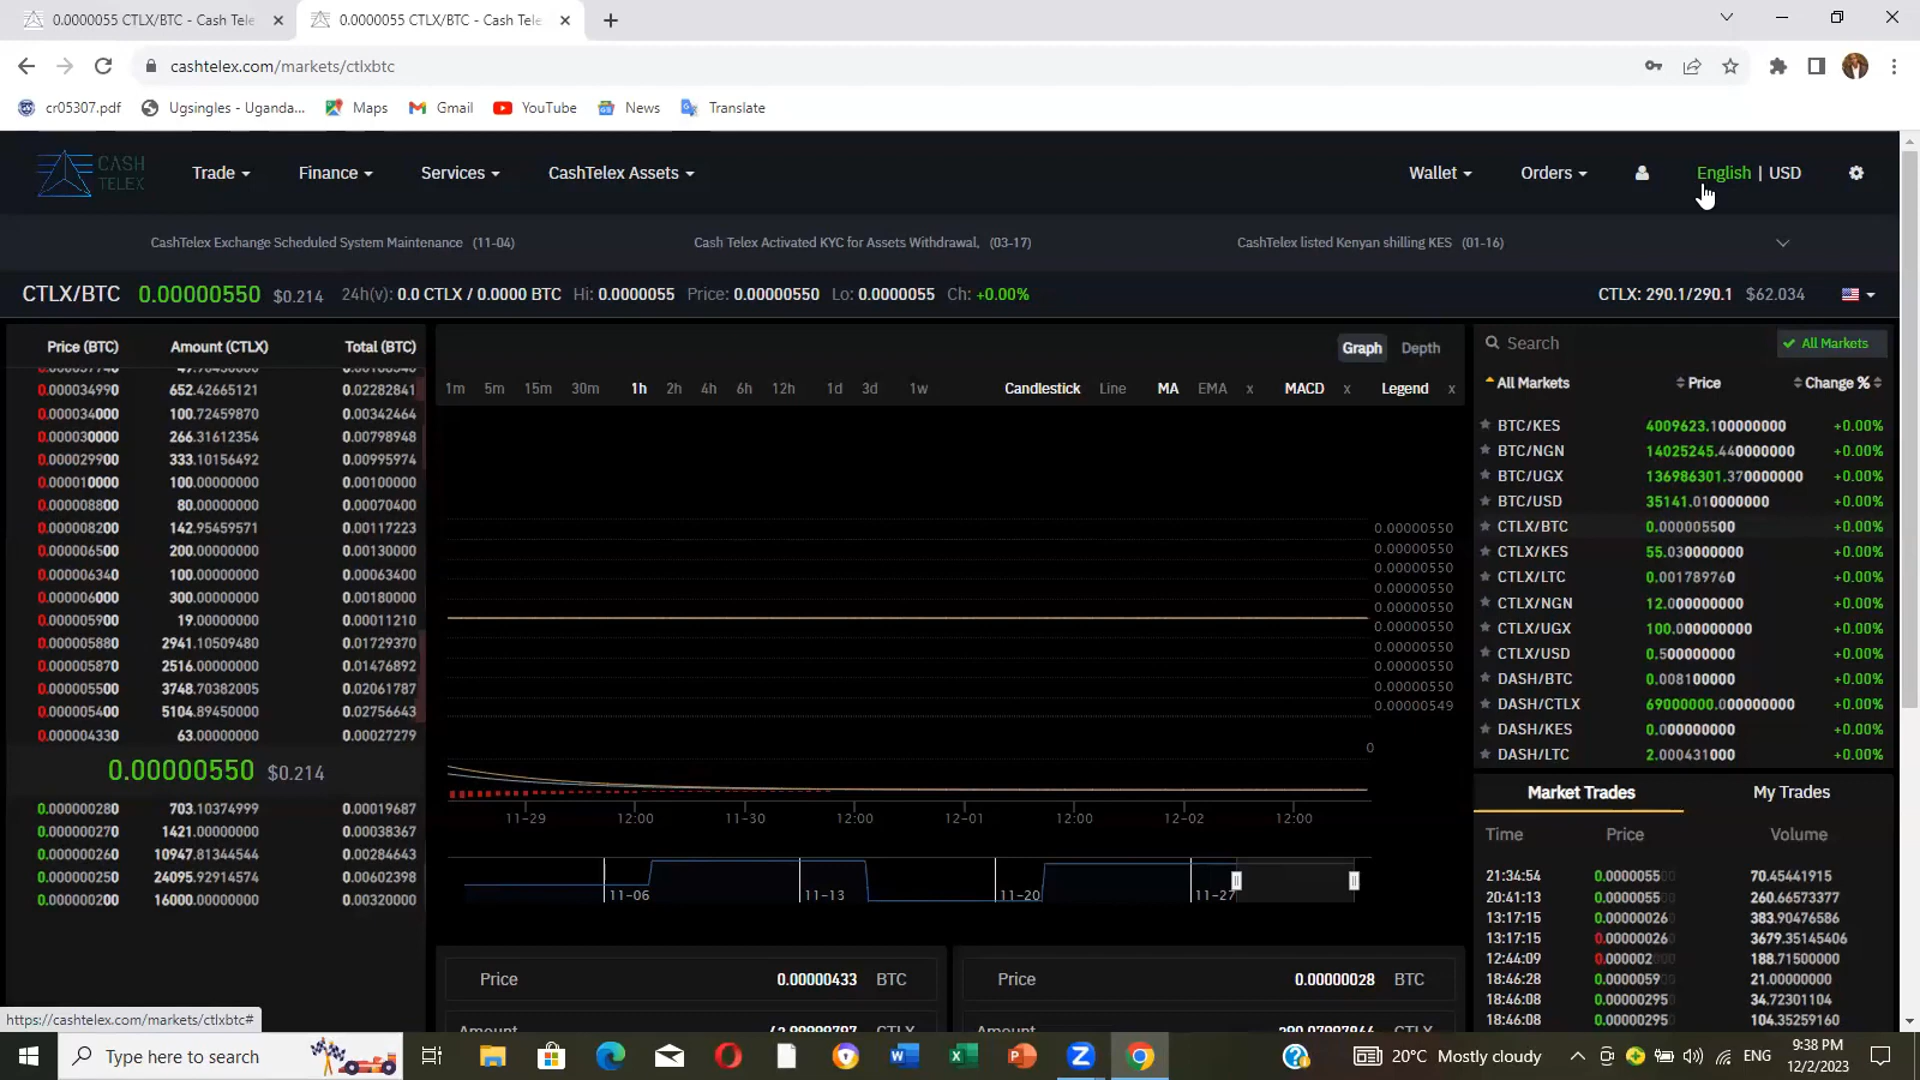 0.0000055 CTLX/BTC - Cash Tele
0.0000055 CTLX/BTC - Cash Tele
cashtelex.com/markets/ctlxbtc
cr05307.pdf
Ugsingles - Uganda...
Maps
Gmail
YouTube
News
Translate
CASH
TELEX
Trade
Finance
Services
CashTelex Assets
Wallet
Orders
English | USD
CashTelex Exchange Scheduled System Maintenance (11-04)
Cash Telex Activated KYC for Assets Withdrawal, (03-17)
CashTelex listed Kenyan shilling KES (01-16)
CTLX/BTC 0.00000550 $0.214 24h(v): 0.0 CTLX / 0.0000 BTC Hi: 0.0000055 Price: 0.00000550 Lo: 0.0000055 Ch: +0.00%
CTLX: 290.1/290.1 $62.034
Price (BTC) Amount (CTLX) Total (BTC)
0.000034990 652.42665121 0.02282841
0.000034000 100.72459870 0.00342464
0.000030000 266.31612354 0.00798948
0.000029900 333.10156492 0.00995974
0.000010000 100.00000000 0.00100000
0.000008800 80.00000000 0.00070400
0.000008200 142.95459571 0.00117223
0.000006500 200.00000000 0.00130000
0.000006340 100.00000000 0.00063400
0.000006000 300.00000000 0.00180000
0.000005900 19.00000000 0.00011210
0.000005880 2941.10509480 0.01729370
0.000005870 2516.00000000 0.01476892
0.000005500 3748.70382005 0.02061787
0.000005400 5104.89450000 0.02756643
0.000004330 63.00000000 0.00027279
0.00000550 $0.214
0.000000280 703.10374999 0.00019687
0.000000270 1421.00000000 0.00038367
0.000000260 10947.81344544 0.00284643
0.000000250 24095.92914574 0.00602398
0.000000200 16000.00000000 0.00320000
Graph Depth
1m 5m 15m 30m 1h 2h 4h 6h 12h 1d 3d 1w Candlestick Line MA EMA x MACD x Legend x
0.00000550
0.00000550
0.00000550
0.00000550
0.00000550
0.00000550
0.00000550
0.00000550
0.00000550
0.00000549
0
11-29 12:00 11-30 12:00 12-01 12:00 12-02 12:00
11-06 11-13 11-20 11-27
Price 0.00000433 BTC
Price 0.00000028 BTC
Search
All Markets
All Markets Price Change %
BTC/KES 4009623.100000000 +0.00%
BTC/NGN 14025245.440000000 +0.00%
BTC/UGX 136986301.370000000 +0.00%
BTC/USD 35141.010000000 +0.00%
CTLX/BTC 0.000005500 +0.00%
CTLX/KES 55.030000000 +0.00%
CTLX/LTC 0.001789760 +0.00%
CTLX/NGN 12.000000000 +0.00%
CTLX/UGX 100.000000000 +0.00%
CTLX/USD 0.500000000 +0.00%
DASH/BTC 0.008100000 +0.00%
DASH/CTLX 69000000.000000000 +0.00%
DASH/KES 0.000000000 +0.00%
DASH/LTC 2.000431000 +0.00%
Market Trades My Trades
Time Price Volume
21:34:54 0.000005500 70.45441915
20:41:13 0.000005500 260.66573377
13:17:15 0.000000260 383.90476586
13:17:15 0.000000260 3679.35145406
12:44:09 0.000000200 188.71500000
18:46:28 0.000000590 21.00000000
18:46:08 0.000002950 34.72301104
18:46:08 0.000002950 104.35259160
https://cashtelex.com/markets/ctlxbtc#
Type here to search
20°C Mostly cloudy
ENG
9:38 PM
12/2/2023